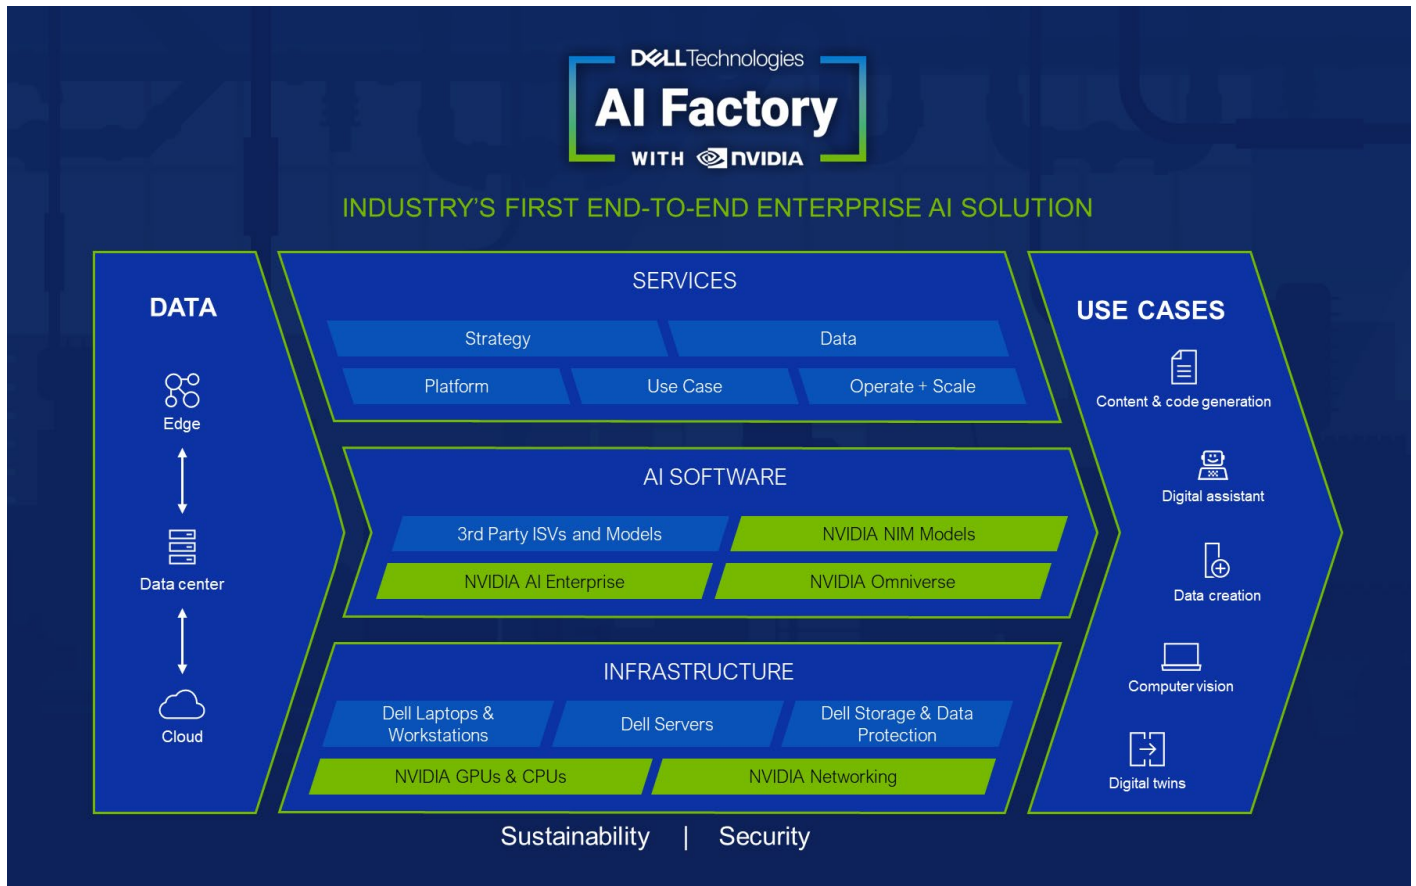 DELLTechnologies
AI Factory
WITH NVIDIA
INDUSTRY'S FIRST END-TO-END ENTERPRISE AI SOLUTION
DATA
Edge
Data center
Cloud
SERVICES
Strategy
Data
Platform
Use Case
Operate + Scale
AI SOFTWARE
3rd Party ISVs and Models
NVIDIA NIM Models
NVIDIA AI Enterprise
NVIDIA Omniverse
INFRASTRUCTURE
Dell Laptops &
Workstations
Dell Servers
Dell Storage & Data
Protection
NVIDIA GPUs & CPUs
NVIDIA Networking
USE CASES
Content & code generation
Digital assistant
Data creation
Computer vision
Digital twins
Sustainability | Security